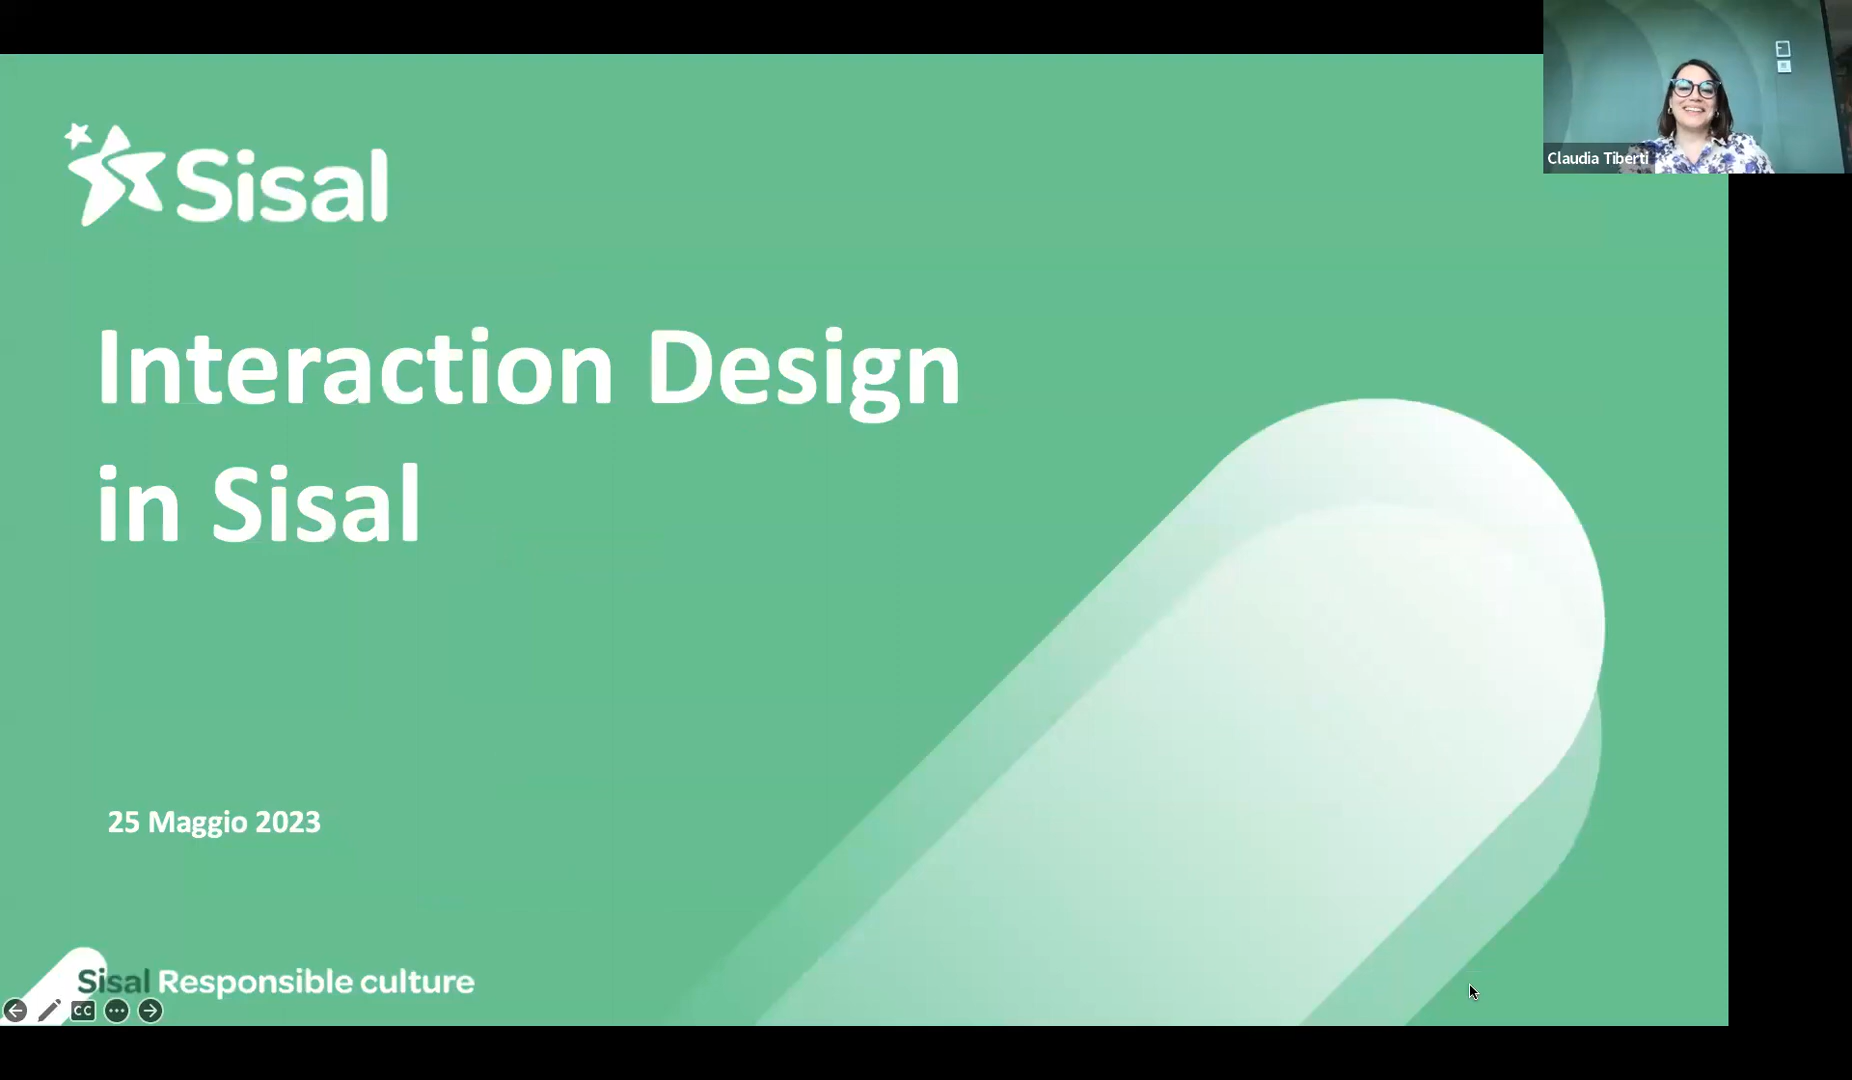 Sisal
Claudia Tiberti
Interaction Design
in Sisal
25 Maggio 2023
Sisal Responsible culture
CC